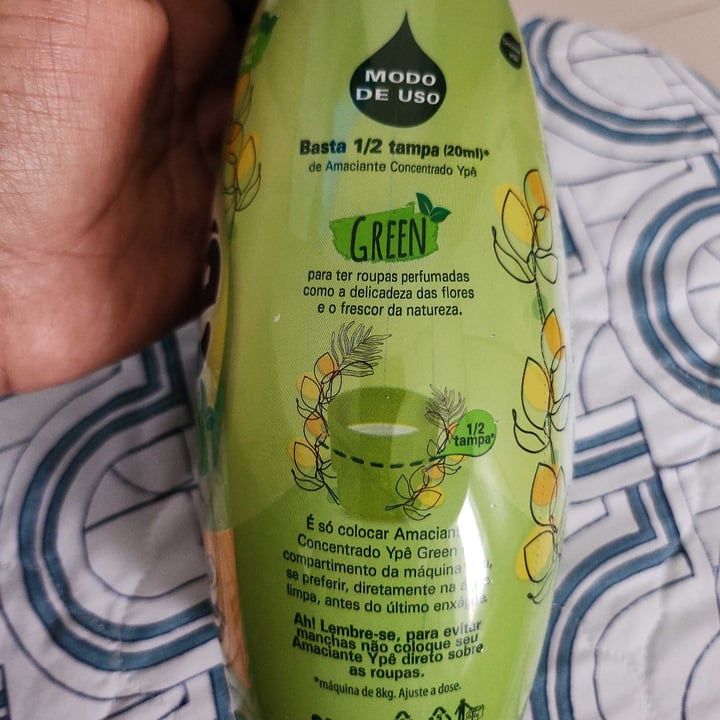 MODO
DE USO
Basta 1/2 tampa (20ml)*
de Amaciante Concentrado Ypê
GREEN
para ter roupas perfumadas
como a delicadeza das flores
e o frescor da natureza.
1/2
tampa*
É só colocar
Concentrado Ypê Green
compartimento da máquina
se preferir, diretamente na
limpa, antes do último
Ah! Lembre-se, para evitar
manchas não coloque seu
Amaciante Ypê direto sobre
as roupas.
*máquina de 8kg. Ajuste a dose.